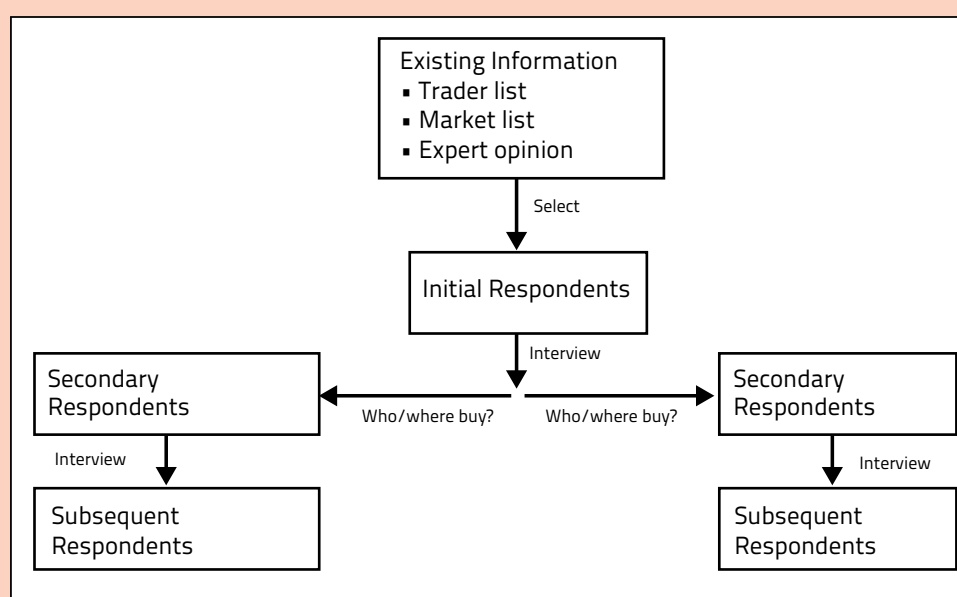 Existing Information
▪ Trader list
▪ Market list
▪ Expert opinion
Select
Initial Respondents
Interview
Secondary
Respondents
Who/where buy?
Who/where buy?
Secondary
Respondents
Interview
Interview
Subsequent
Respondents
Subsequent
Respondents